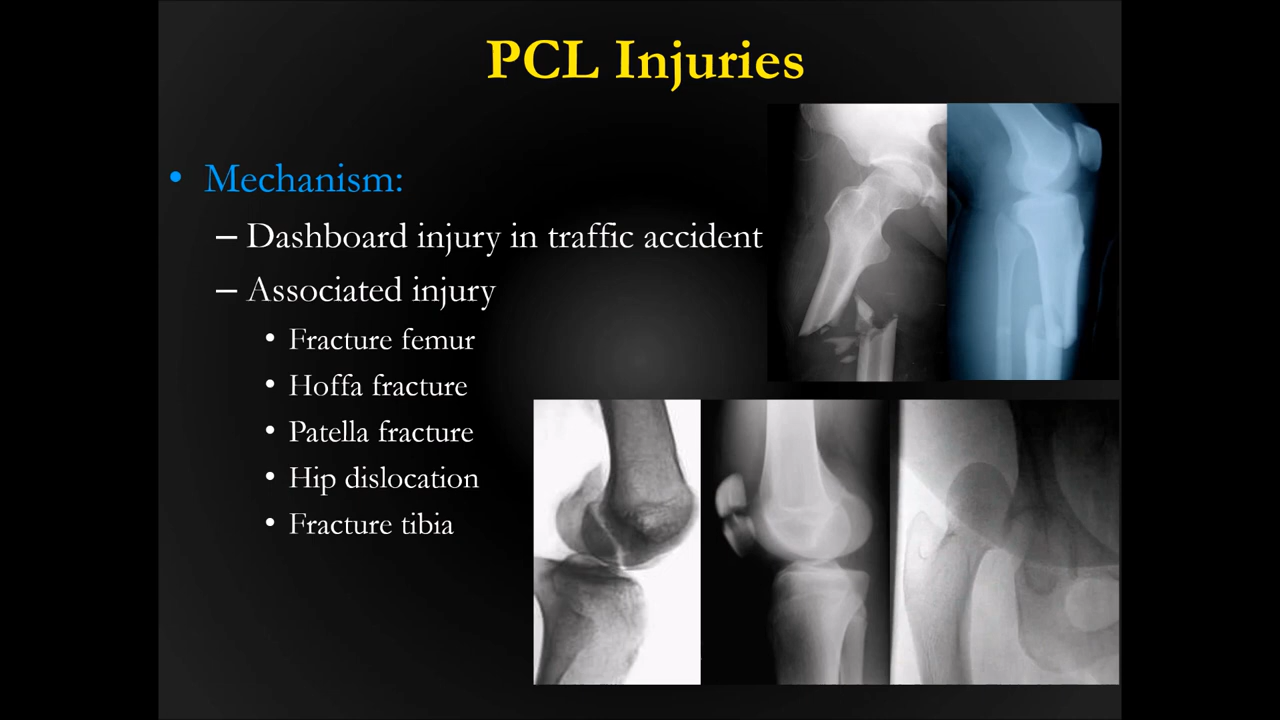 PCL Injuries
• Mechanism:
– Dashboard injury in traffic accident
– Associated injury
• Fracture femur
• Hoffa fracture
• Patella fracture
• Hip dislocation
• Fracture tibia